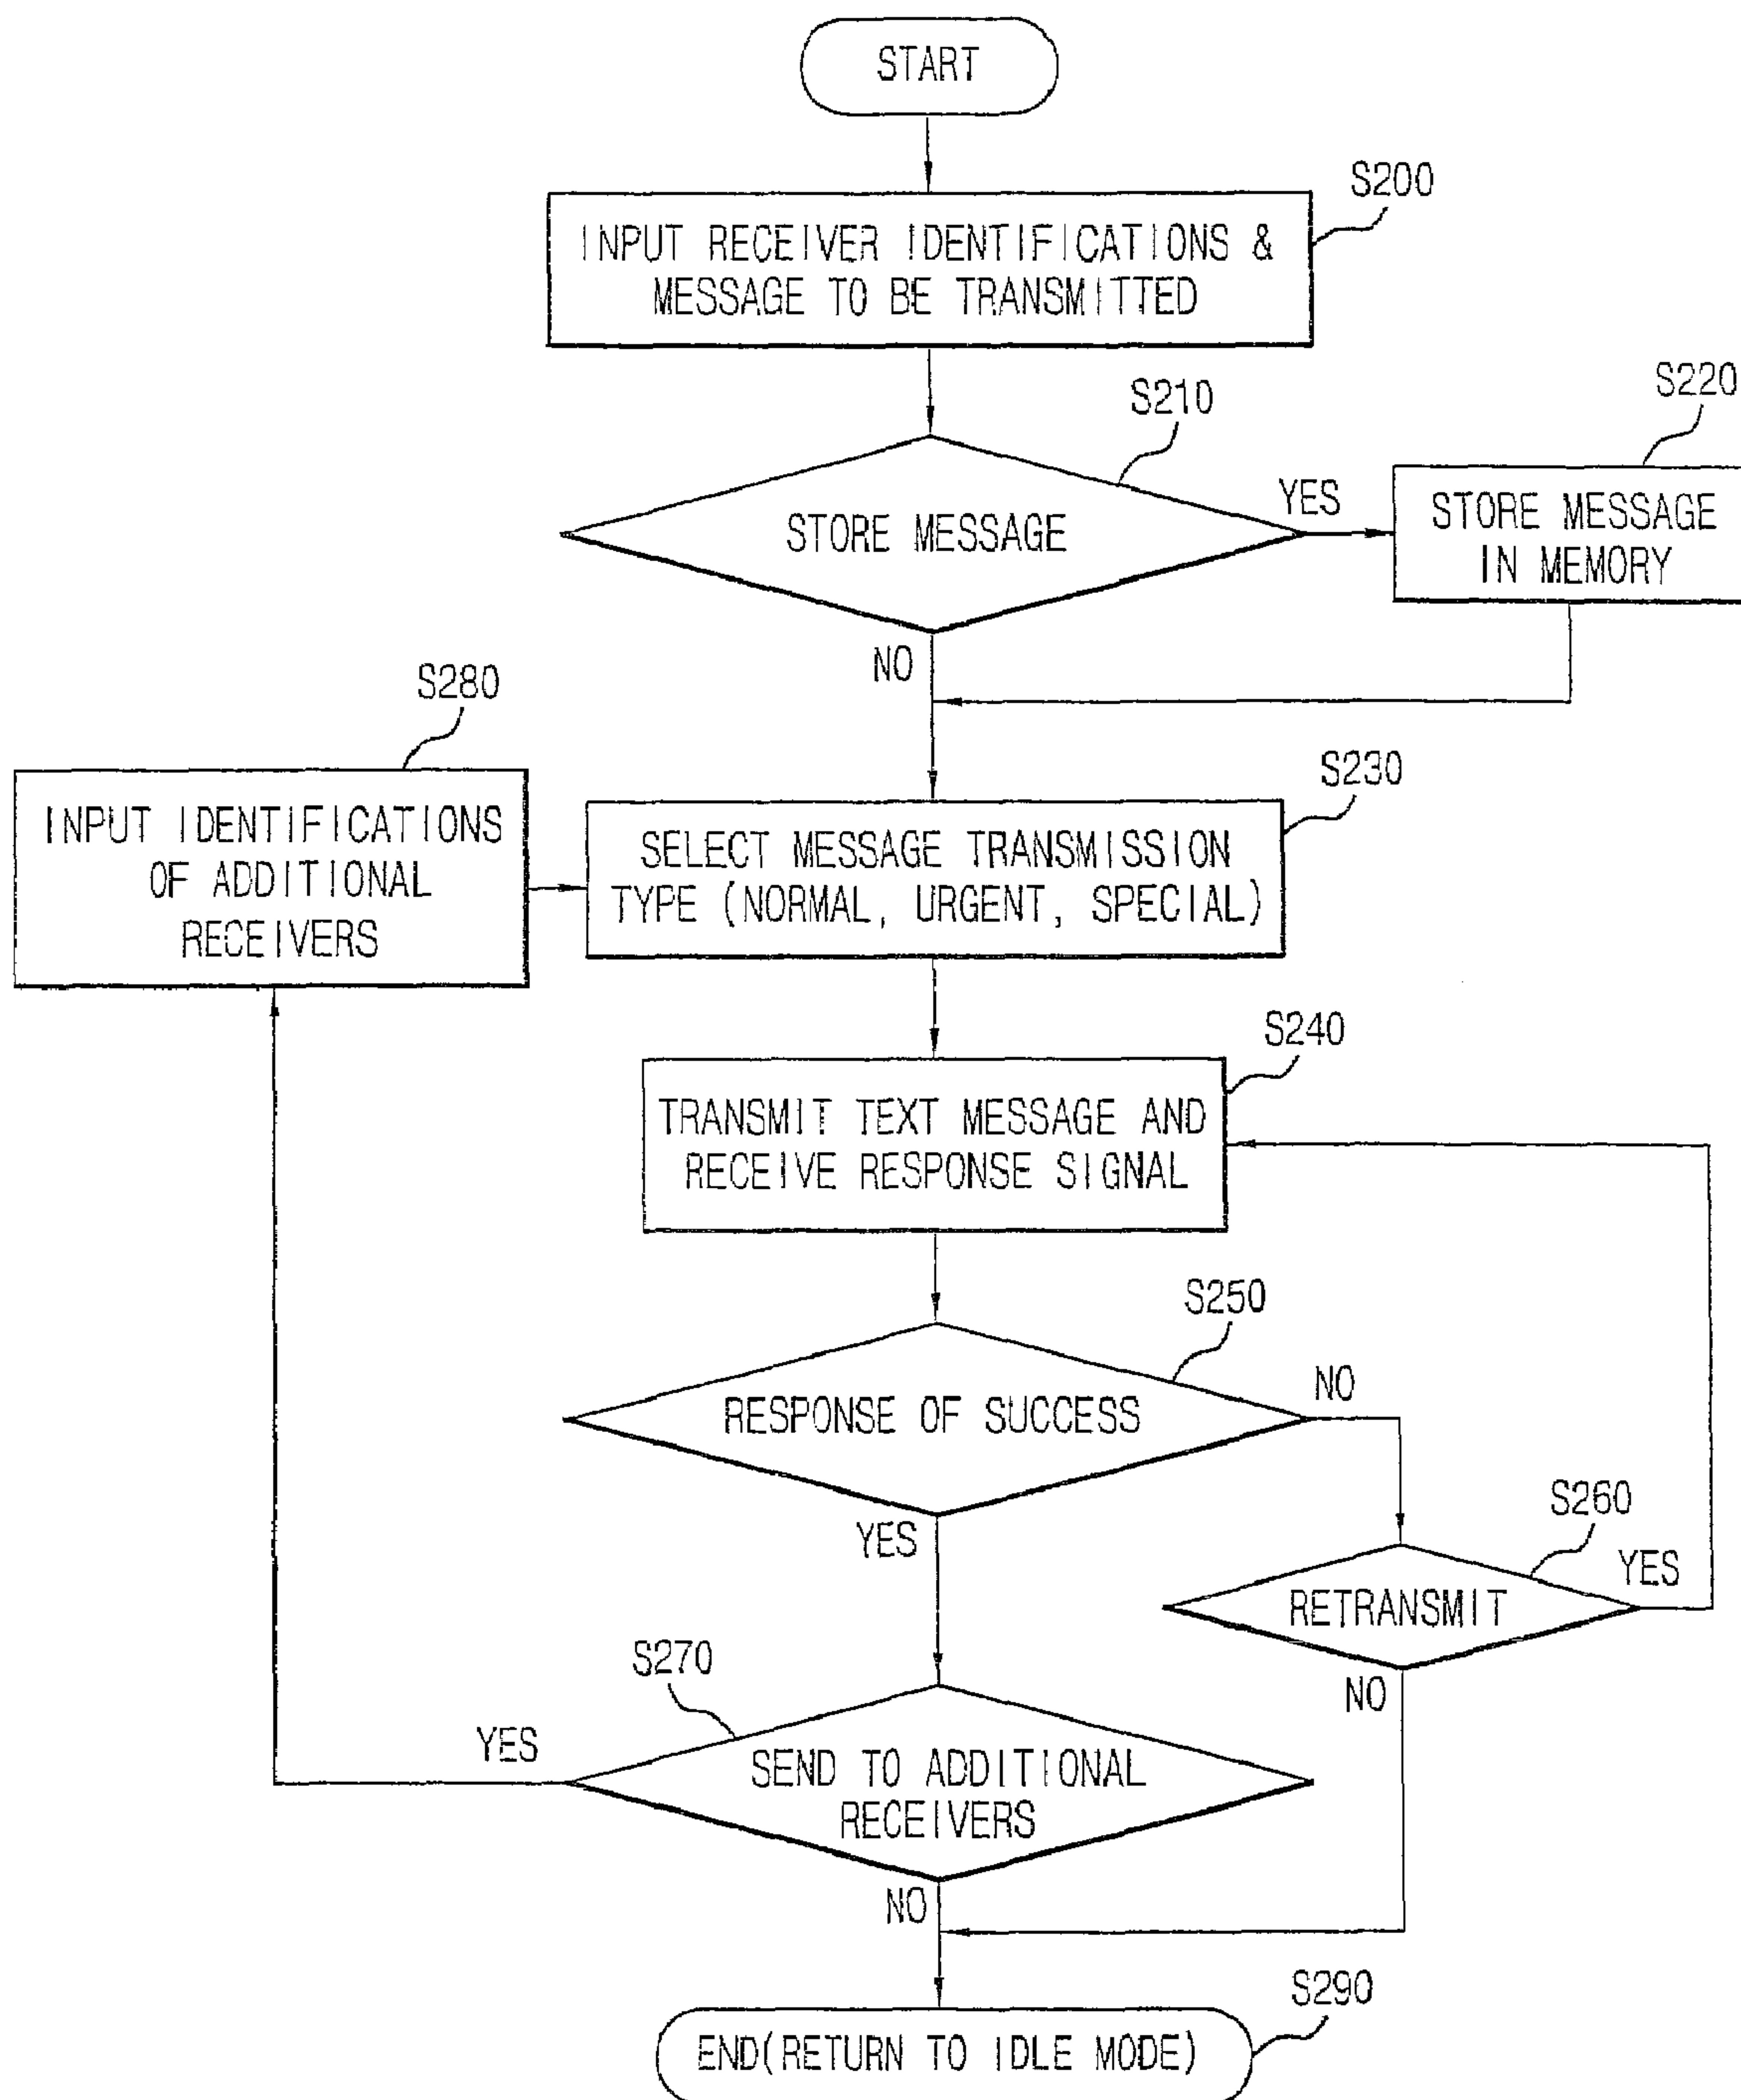 START
S200
INPUT RECEIVER IDENTIFICATIONS &
MESSAGE TO BE TRANSMITTED
S210
S220
STORE MESSAGE
YES
STORE MESSAGE
IN MEMORY
NO
S280
S230
INPUT IDENTIFICATIONS
OF ADDITIONAL
RECEIVERS
SELECT MESSAGE TRANSMISSION
TYPE (NORMAL, URGENT, SPECIAL)
S240
TRANSMIT TEXT MESSAGE AND
RECEIVE RESPONSE SIGNAL
S250
RESPONSE OF SUCCESS
NO
YES
S260
RETRANSMIT
YES
NO
S270
YES
SEND TO ADDITIONAL
RECEIVERS
NO
S290
END(RETURN TO IDLE MODE)